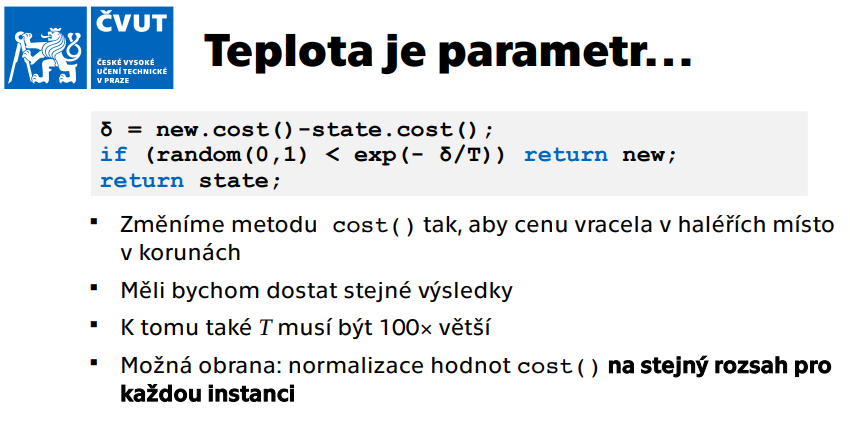 ČVUT
ČESKÉ VYSOKÉ
UČENÍ TECHNICKÉ
V PRAZE
Teplota je parametr...
δ = new.cost()-state.cost();
if (random(0,1) < exp(- δ/T)) return new;
return state;
▪ Změníme metodu cost() tak, aby cenu vracela v haléřích místo
v korunách
▪ Měli bychom dostat stejné výsledky
▪ K tomu také T musí být 100× větší
▪ Možná obrana: normalizace hodnot cost() na stejný rozsah pro
každou instanci